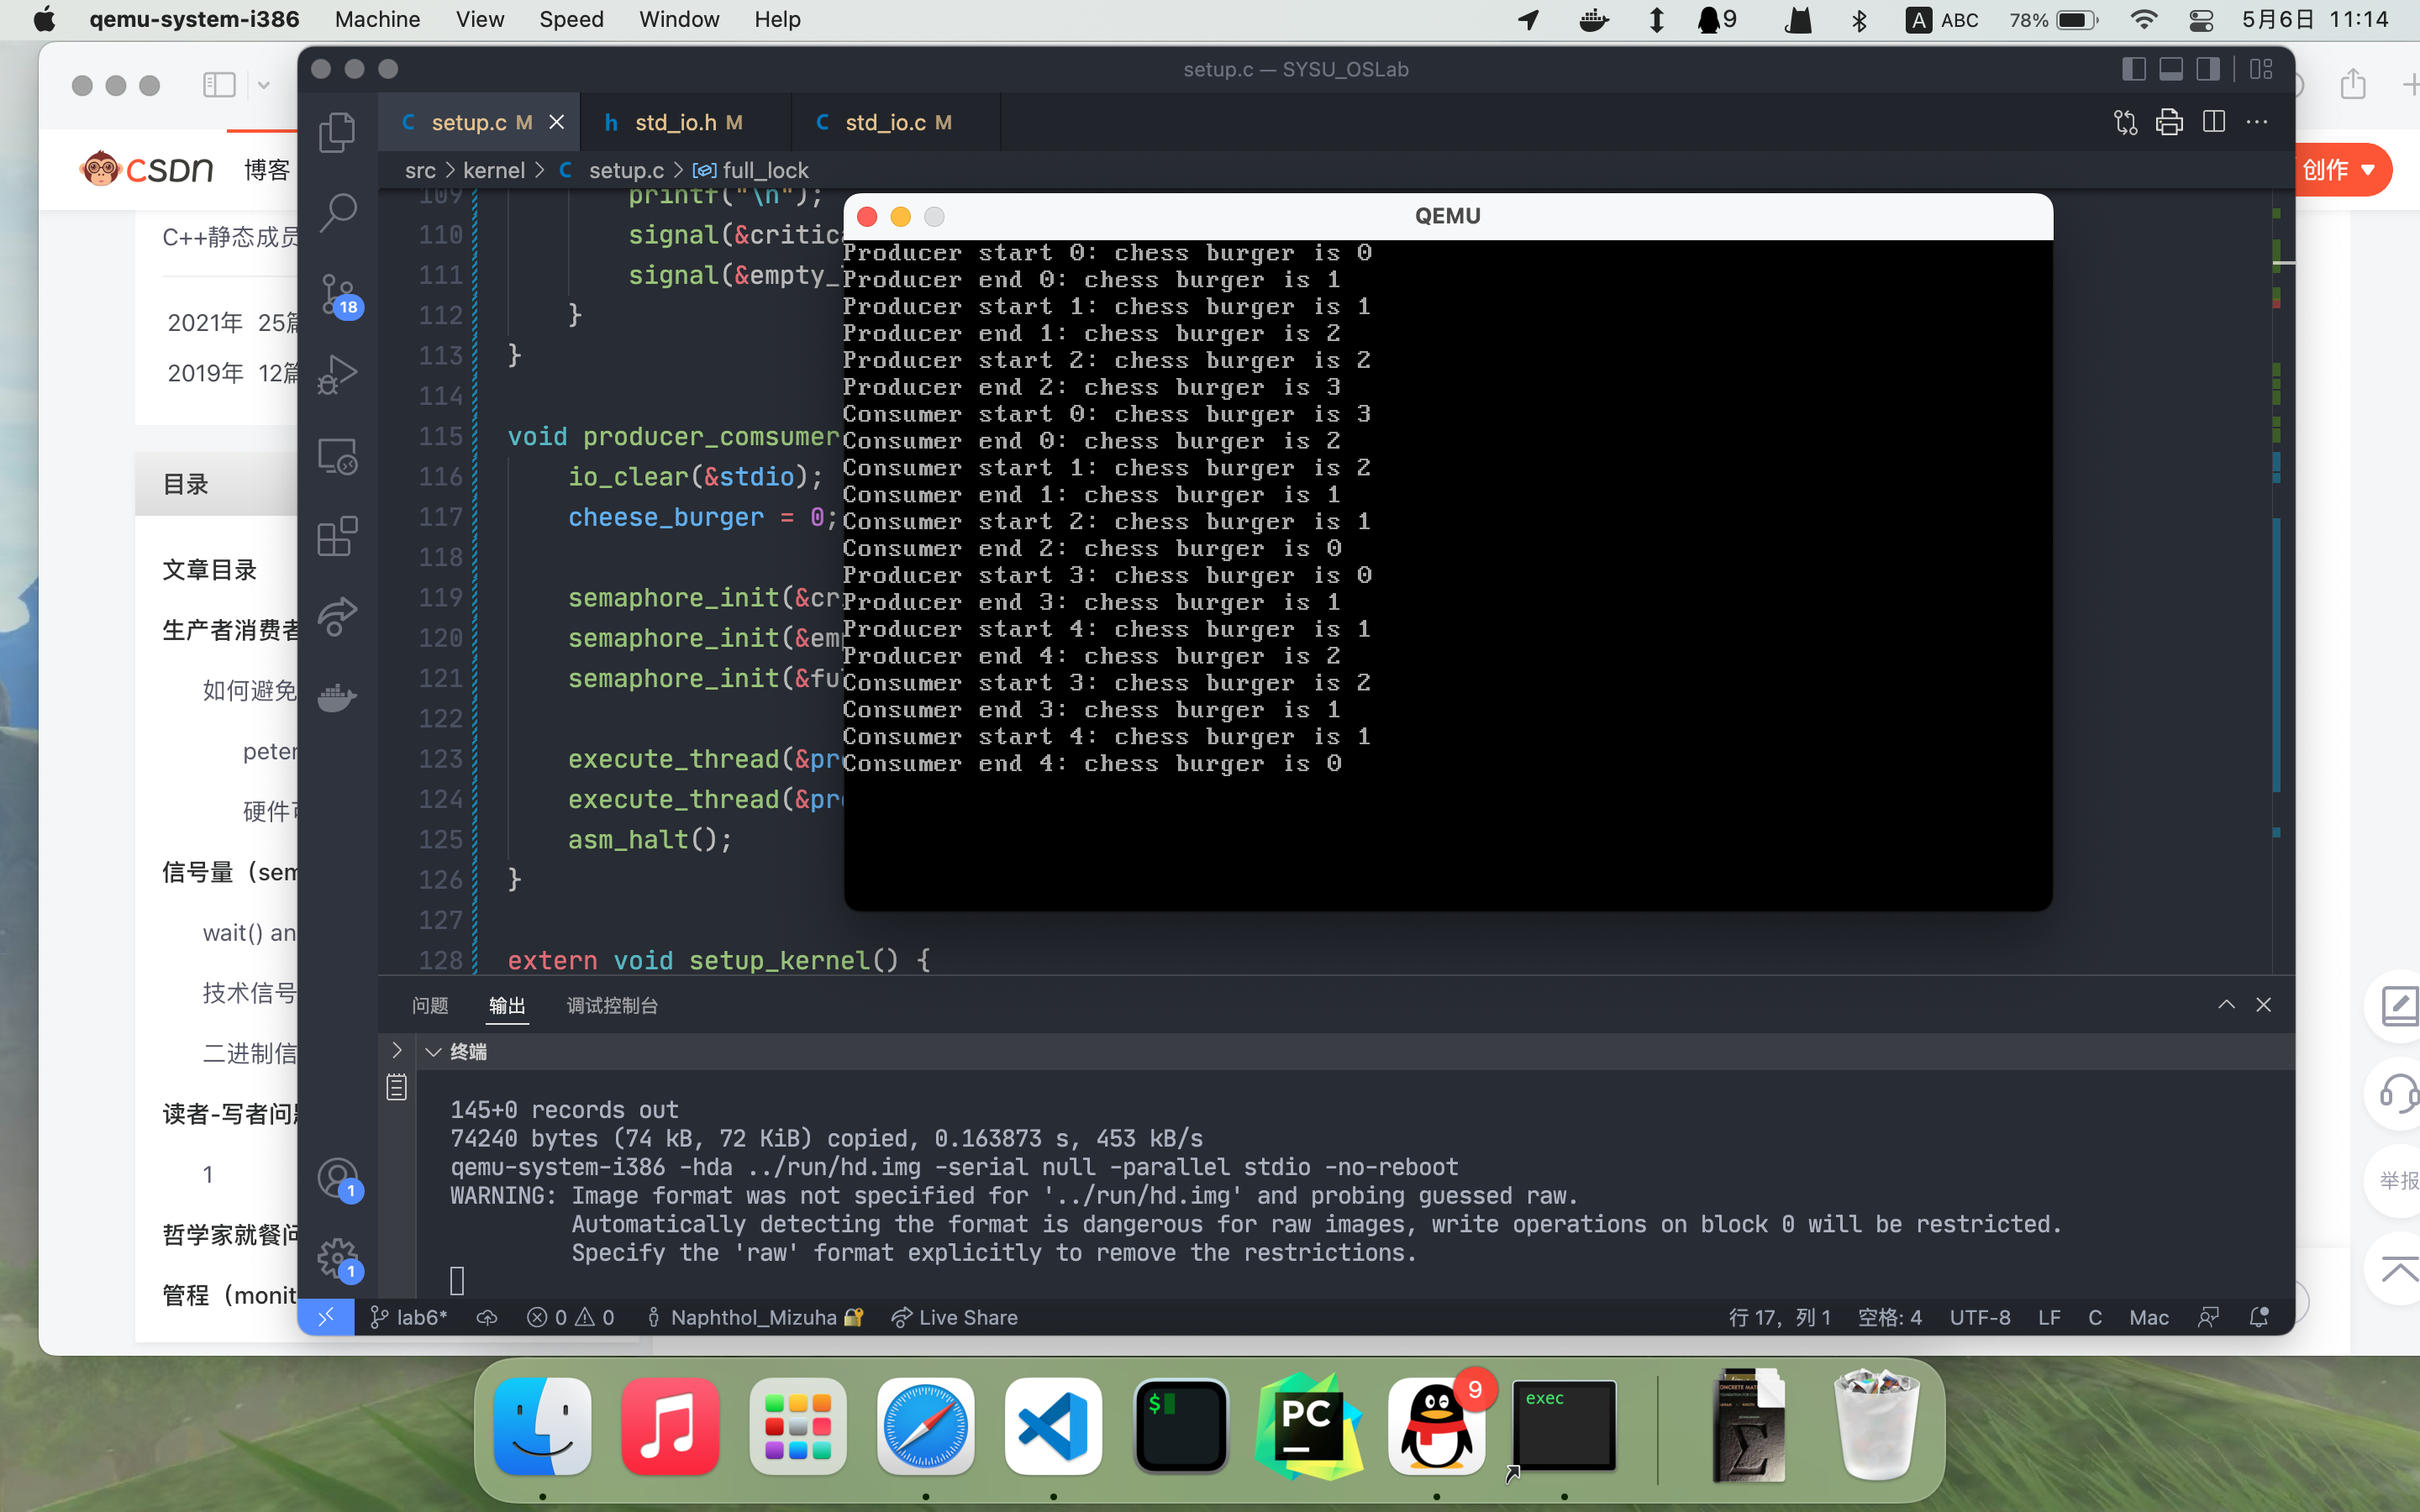 qemu-system-i386 Machine View Speed Window Help 9 A ABC 78% 5月6日 11:14
setup.c — SYSU_OSLab
setup.c M std_io.h M std_io.c M
src > kernel > C setup.c > full_lock
CSDN 博客
创作
C++静态成员
2021年 25篇
2019年 12篇
目录
文章目录
生产者消费者
如何避免
peter
硬件
信号量（sem
wait() an
技术信号
二进制信
读者-写者问题
1
哲学家就餐问
管程（monit
109 printf("\n");
110 signal(&critic
111 signal(&empty_
112 }
113 }
114
115 void producer_comsumer
116 io_clear(&stdio);
117 cheese_burger = 0;
118
119 semaphore_init(&cr
120 semaphore_init(&em
121 semaphore_init(&fu
122
123 execute_thread(&pr
124 execute_thread(&pr
125 asm_halt();
126 }
127
128 extern void setup_kernel() {
QEMU
Producer start 0: chess burger is 0
Producer end 0: chess burger is 1
Producer start 1: chess burger is 1
Producer end 1: chess burger is 2
Producer start 2: chess burger is 2
Producer end 2: chess burger is 3
Consumer start 0: chess burger is 3
Consumer end 0: chess burger is 2
Consumer start 1: chess burger is 2
Consumer end 1: chess burger is 1
Consumer start 2: chess burger is 1
Consumer end 2: chess burger is 0
Producer start 3: chess burger is 0
Producer end 3: chess burger is 1
Producer start 4: chess burger is 1
Producer end 4: chess burger is 2
Consumer start 3: chess burger is 2
Consumer end 3: chess burger is 1
Consumer start 4: chess burger is 1
Consumer end 4: chess burger is 0
18
问题 输出 调试控制台
终端
145+0 records out
74240 bytes (74 kB, 72 KiB) copied, 0.163873 s, 453 kB/s
qemu-system-i386 -hda ../run/hd.img -serial null -parallel stdio -no-reboot
WARNING: Image format was not specified for '../run/hd.img' and probing guessed raw.
Automatically detecting the format is dangerous for raw images, write operations on block 0 will be restricted.
Specify the 'raw' format explicitly to remove the restrictions.
1
1
举报
lab6* 0 0 Naphthol_Mizuha Live Share 行 17，列 1 空格: 4 UTF-8 LF C Mac
$
PC
9
exec
CONCRETE MAT